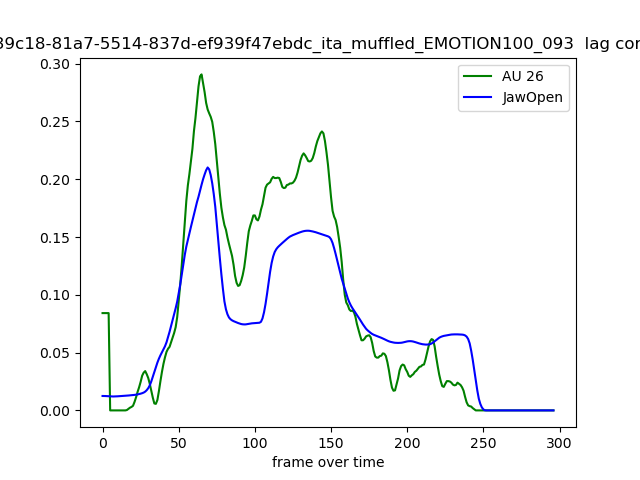 39c18-81a7-5514-837d-ef939f47ebdc_ita_muffled_EMOTION100_093 lag cor
AU 26
JawOpen
0.30
0.25
0.20
0.15
0.10
0.05
0.00
0 50 100 150 200 250 300
frame over time